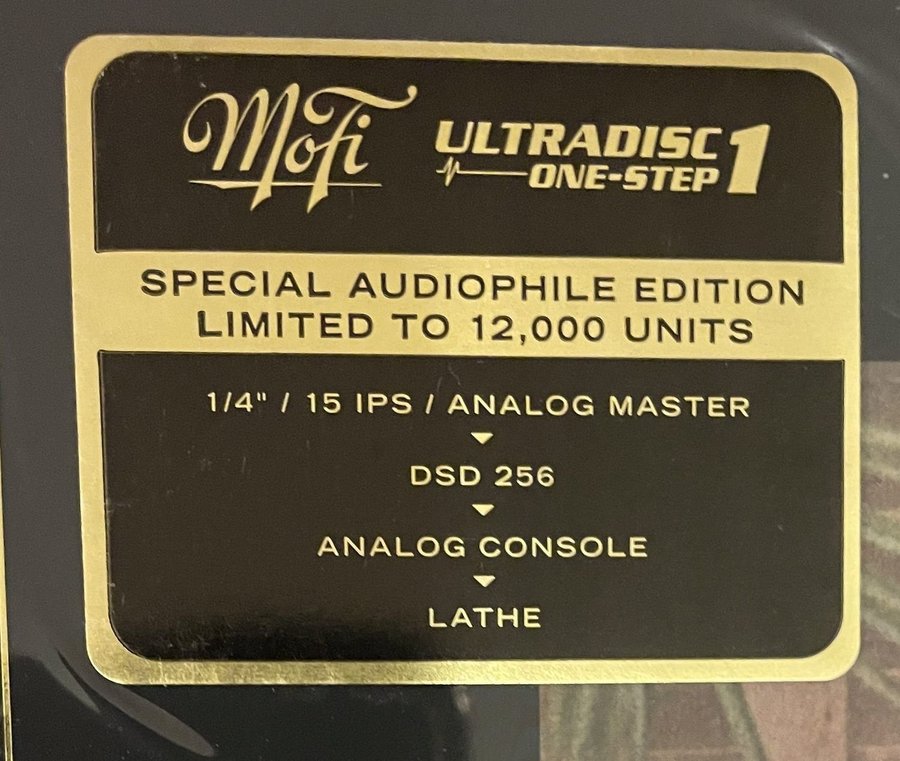 MoFi
ULTRADISC 1
ONE-STEP
SPECIAL AUDIOPHILE EDITION
LIMITED TO 12,000 UNITS
1/4" / 15 IPS / ANALOG MASTER
DSD 256
ANALOG CONSOLE
LATHE